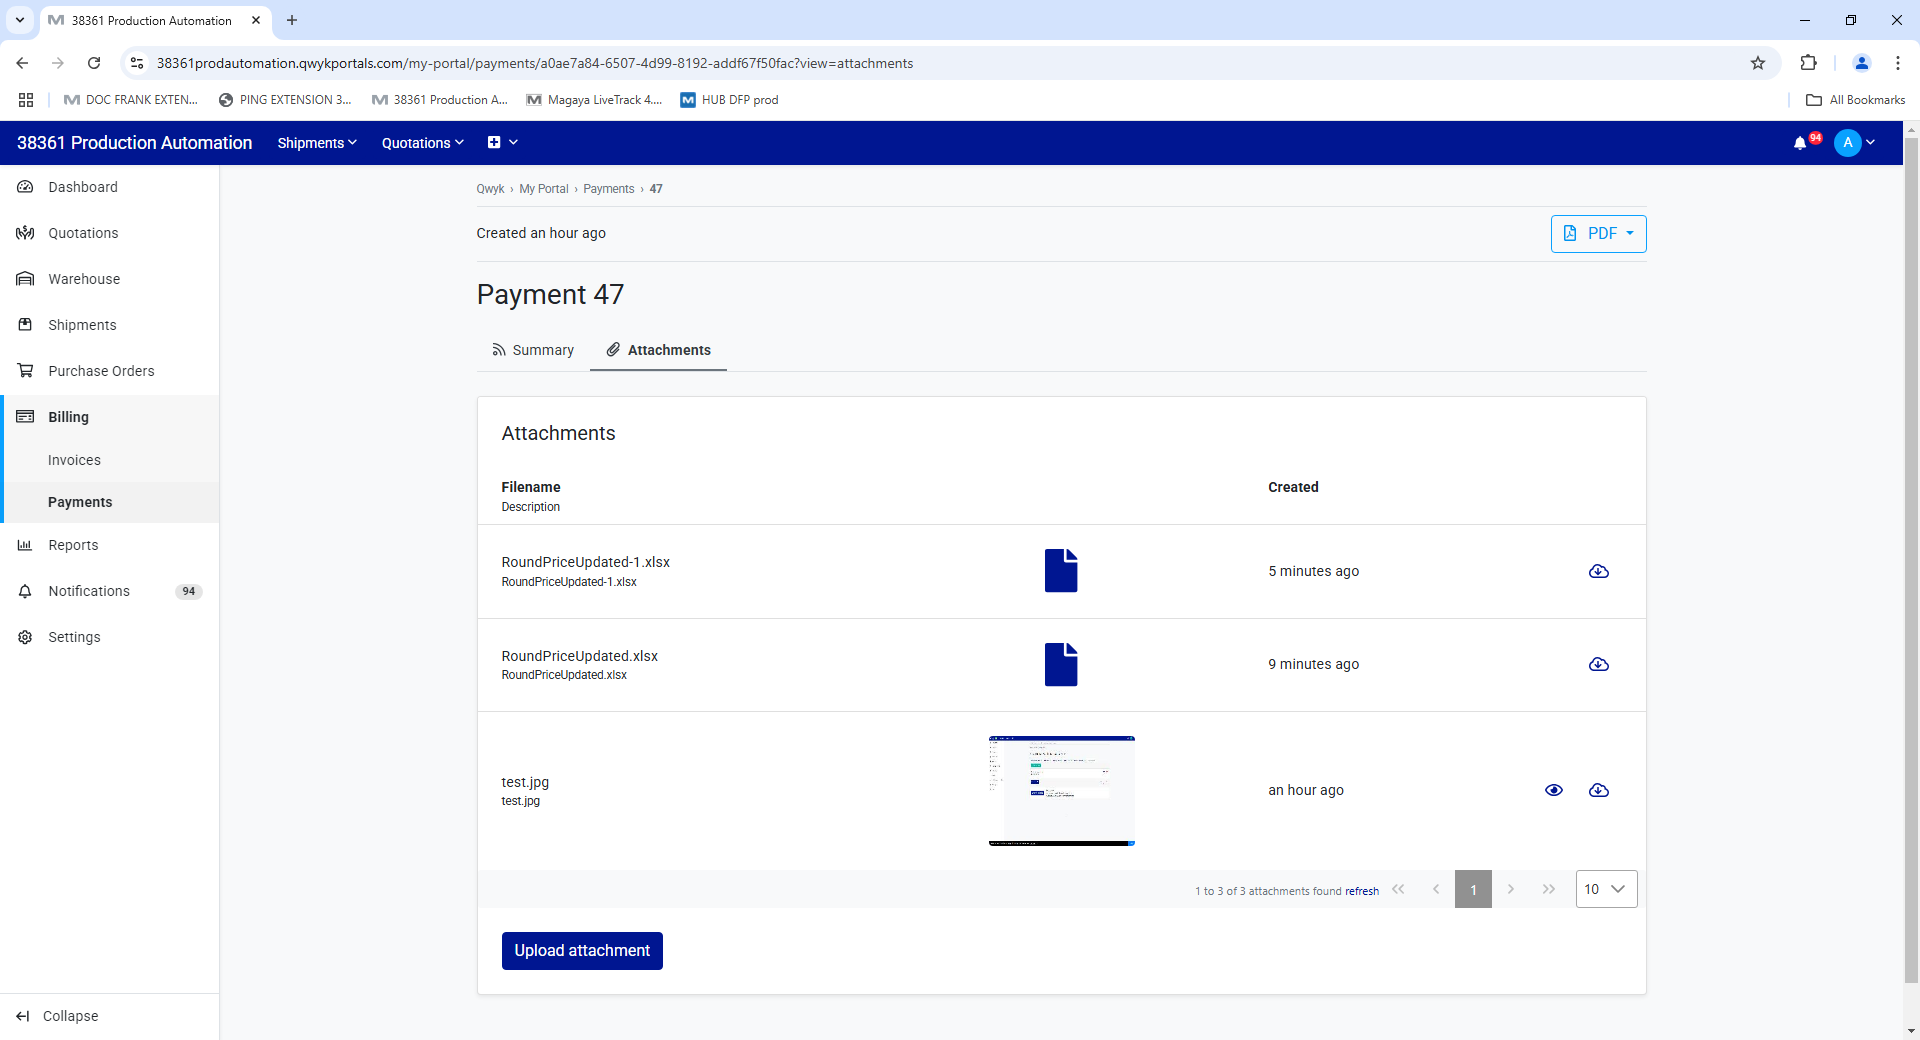 38361 Production Automation
38361prodautomation.qwykportals.com/my-portal/payments/a0ae7a84-6507-4d99-8192-addf67f50fac?view=attachments
DOC FRANK EXTEN...
PING EXTENSION 3...
38361 Production A...
Magaya LiveTrack 4....
HUB DFP prod
All Bookmarks
38361 Production Automation
Shipments
Quotations
94
A
Dashboard
Quotations
Warehouse
Shipments
Purchase Orders
Billing
Invoices
Payments
Reports
Notifications
94
Settings
Collapse
Qwyk › My Portal › Payments › 47
Created an hour ago
PDF
Payment 47
Summary
Attachments
Attachments
Filename
Description
Created
RoundPriceUpdated-1.xlsx
RoundPriceUpdated-1.xlsx
5 minutes ago
RoundPriceUpdated.xlsx
RoundPriceUpdated.xlsx
9 minutes ago
test.jpg
test.jpg
an hour ago
1 to 3 of 3 attachments found refresh
1
10
Upload attachment